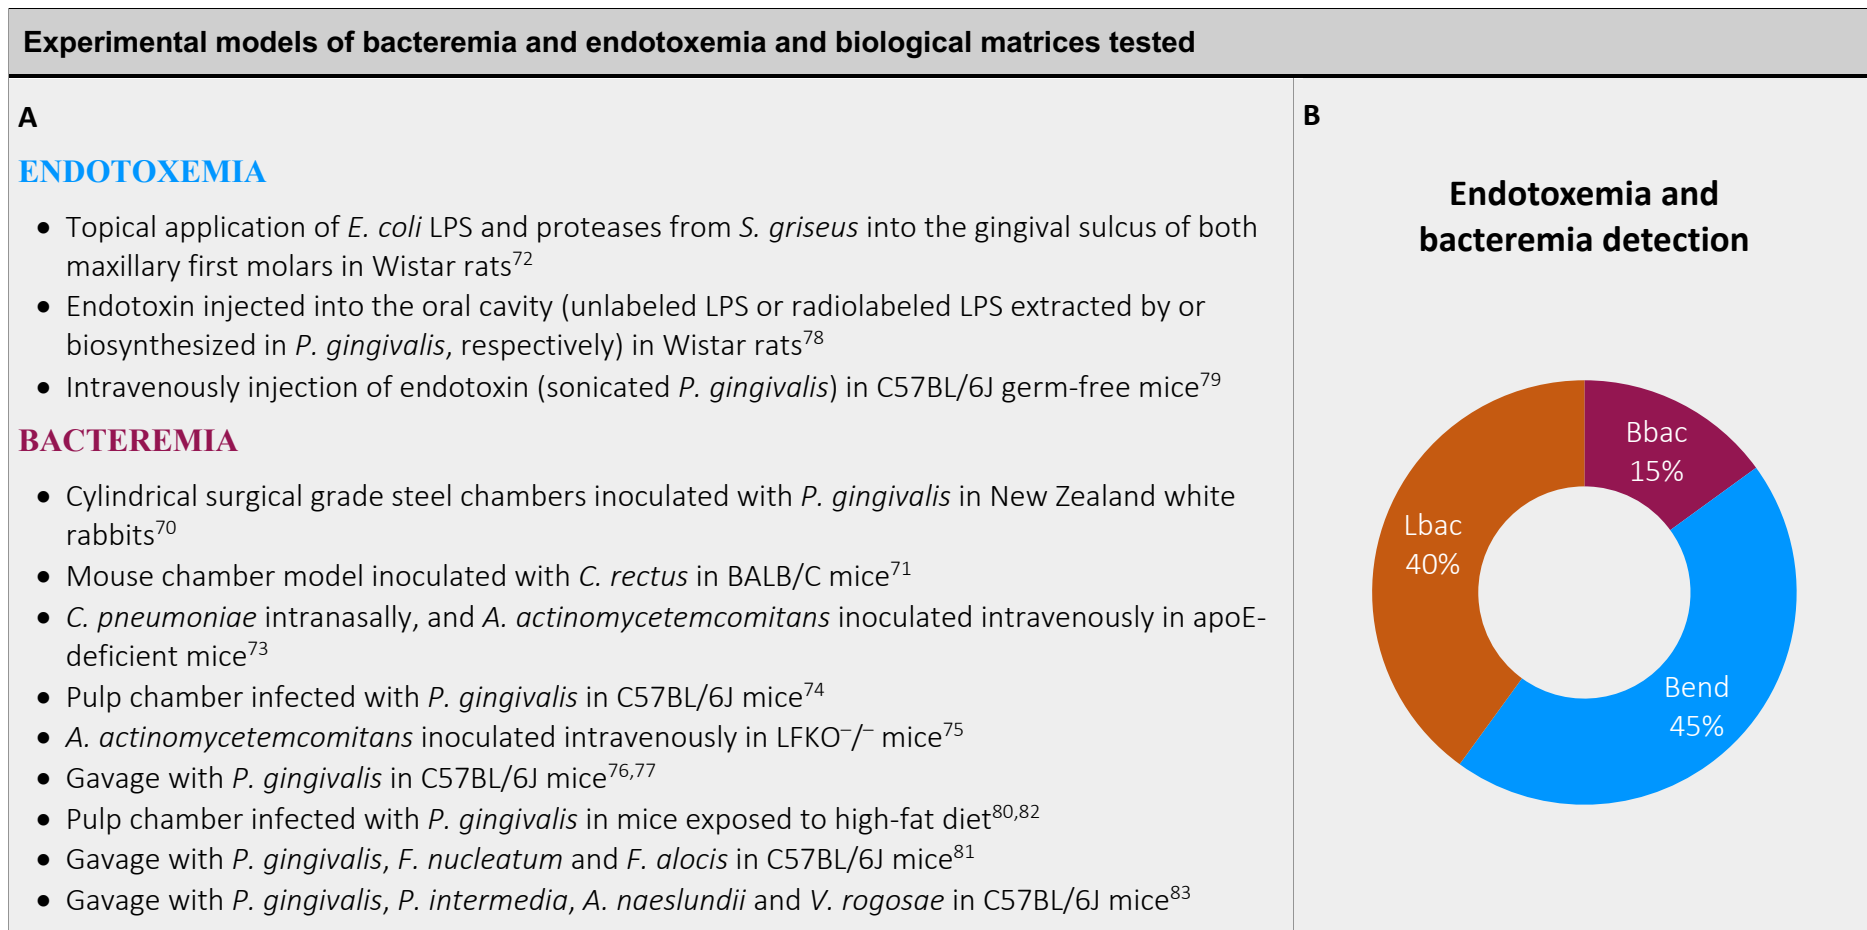 Experimental models of bacteremia and endotoxemia and biological matrices tested
A
ENDOTOXEMIA
• Topical application of E. coli LPS and proteases from S. griseus into the gingival sulcus of both
maxillary first molars in Wistar rats72
• Endotoxin injected into the oral cavity (unlabeled LPS or radiolabeled LPS extracted by or
biosynthesized in P. gingivalis, respectively) in Wistar rats78
• Intravenously injection of endotoxin (sonicated P. gingivalis) in C57BL/6J germ-free mice79
BACTEREMIA
• Cylindrical surgical grade steel chambers inoculated with P. gingivalis in New Zealand white
rabbits70
• Mouse chamber model inoculated with C. rectus in BALB/C mice71
• C. pneumoniae intranasally, and A. actinomycetemcomitans inoculated intravenously in apoE-
deficient mice73
• Pulp chamber infected with P. gingivalis in C57BL/6J mice74
• A. actinomycetemcomitans inoculated intravenously in LFKO−/− mice75
• Gavage with P. gingivalis in C57BL/6J mice76,77
• Pulp chamber infected with P. gingivalis in mice exposed to high-fat diet80,82
• Gavage with P. gingivalis, F. nucleatum and F. alocis in C57BL/6J mice81
• Gavage with P. gingivalis, P. intermedia, A. naeslundii and V. rogosae in C57BL/6J mice83
B
Endotoxemia and
bacteremia detection
Bbac
15%
Lbac
40%
Bend
45%